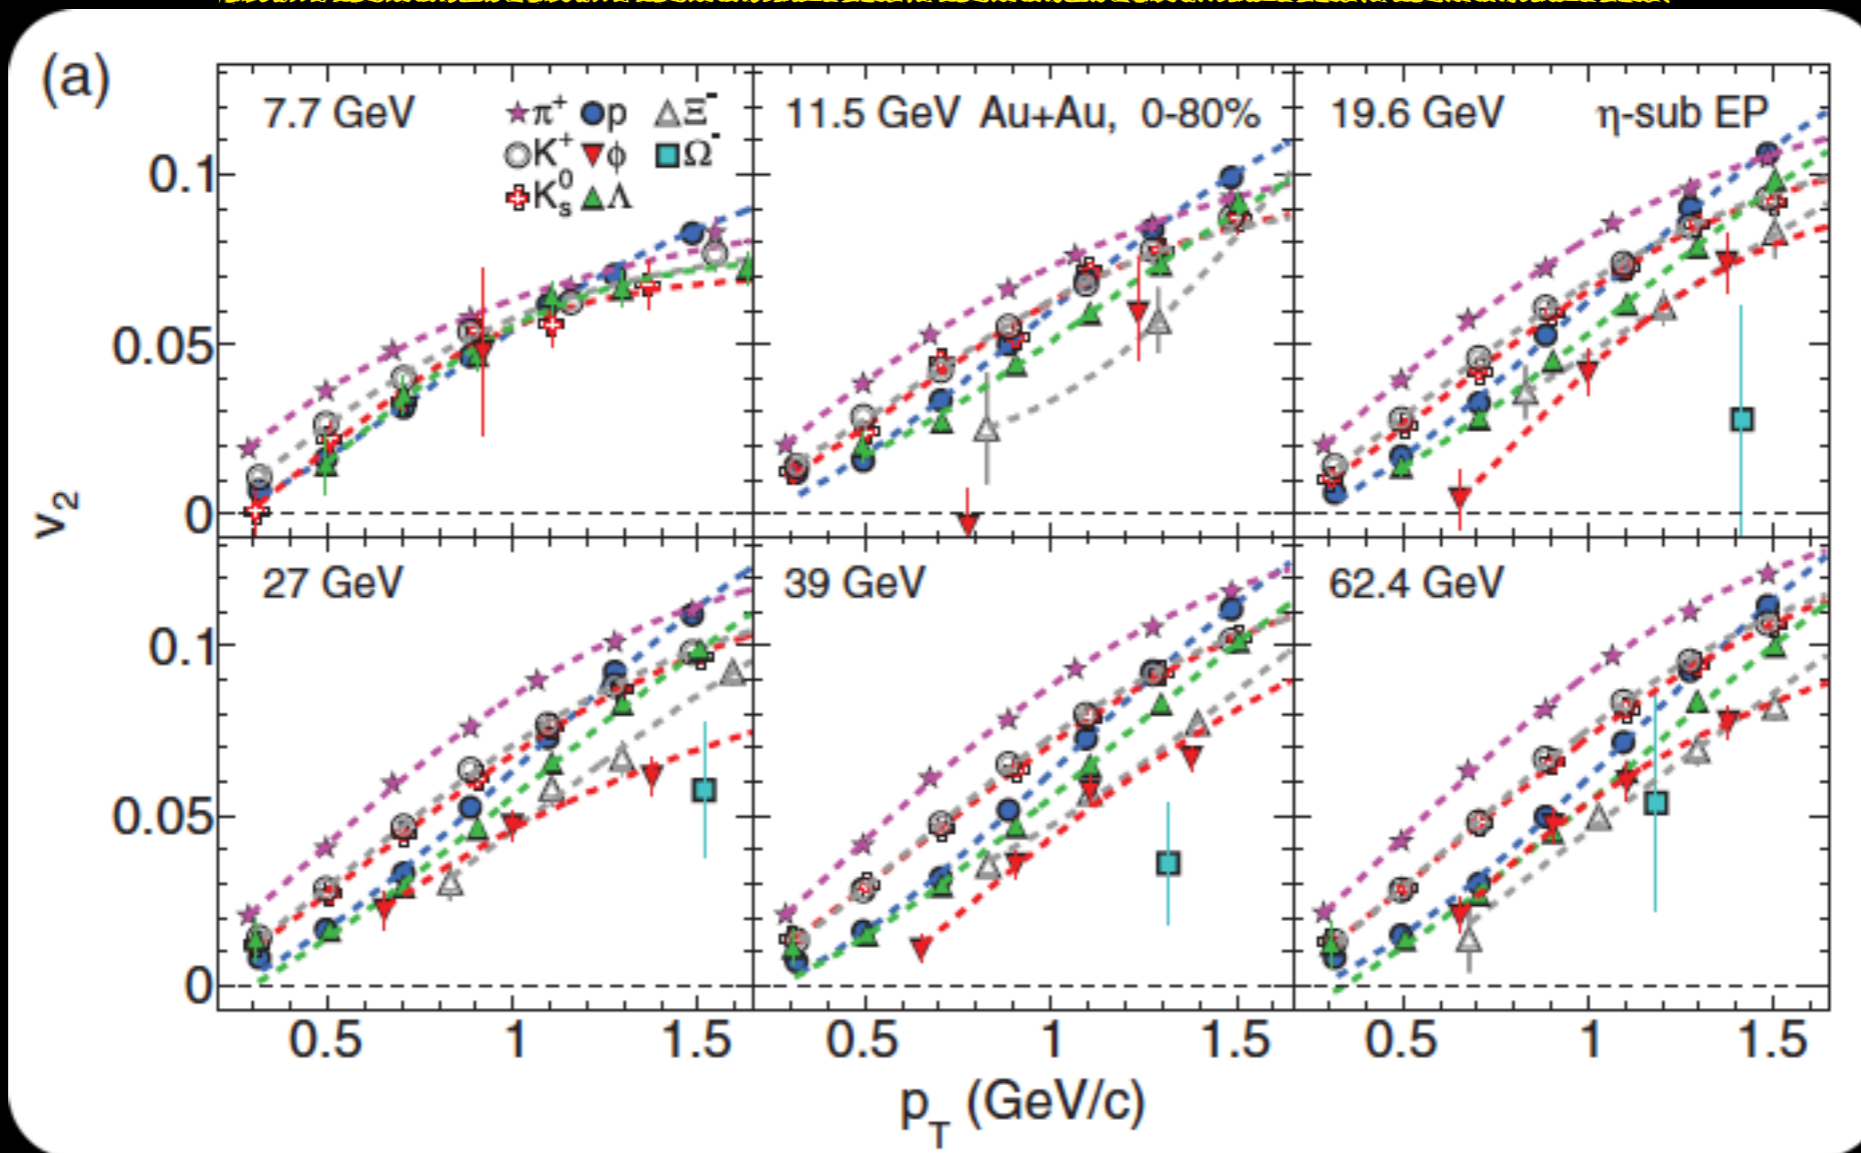 (a)
7.7 GeV
π⁺ p Ξ⁻
K⁺ ϕ Ω⁻
K⁰ₛ Λ
11.5 GeV Au+Au, 0-80%
19.6 GeV η-sub EP
0.1
0.05
0
v₂
27 GeV
39 GeV
62.4 GeV
0.1
0.05
0
0.5 1 1.5 0.5 1 1.5 0.5 1 1.5
p_T (GeV/c)